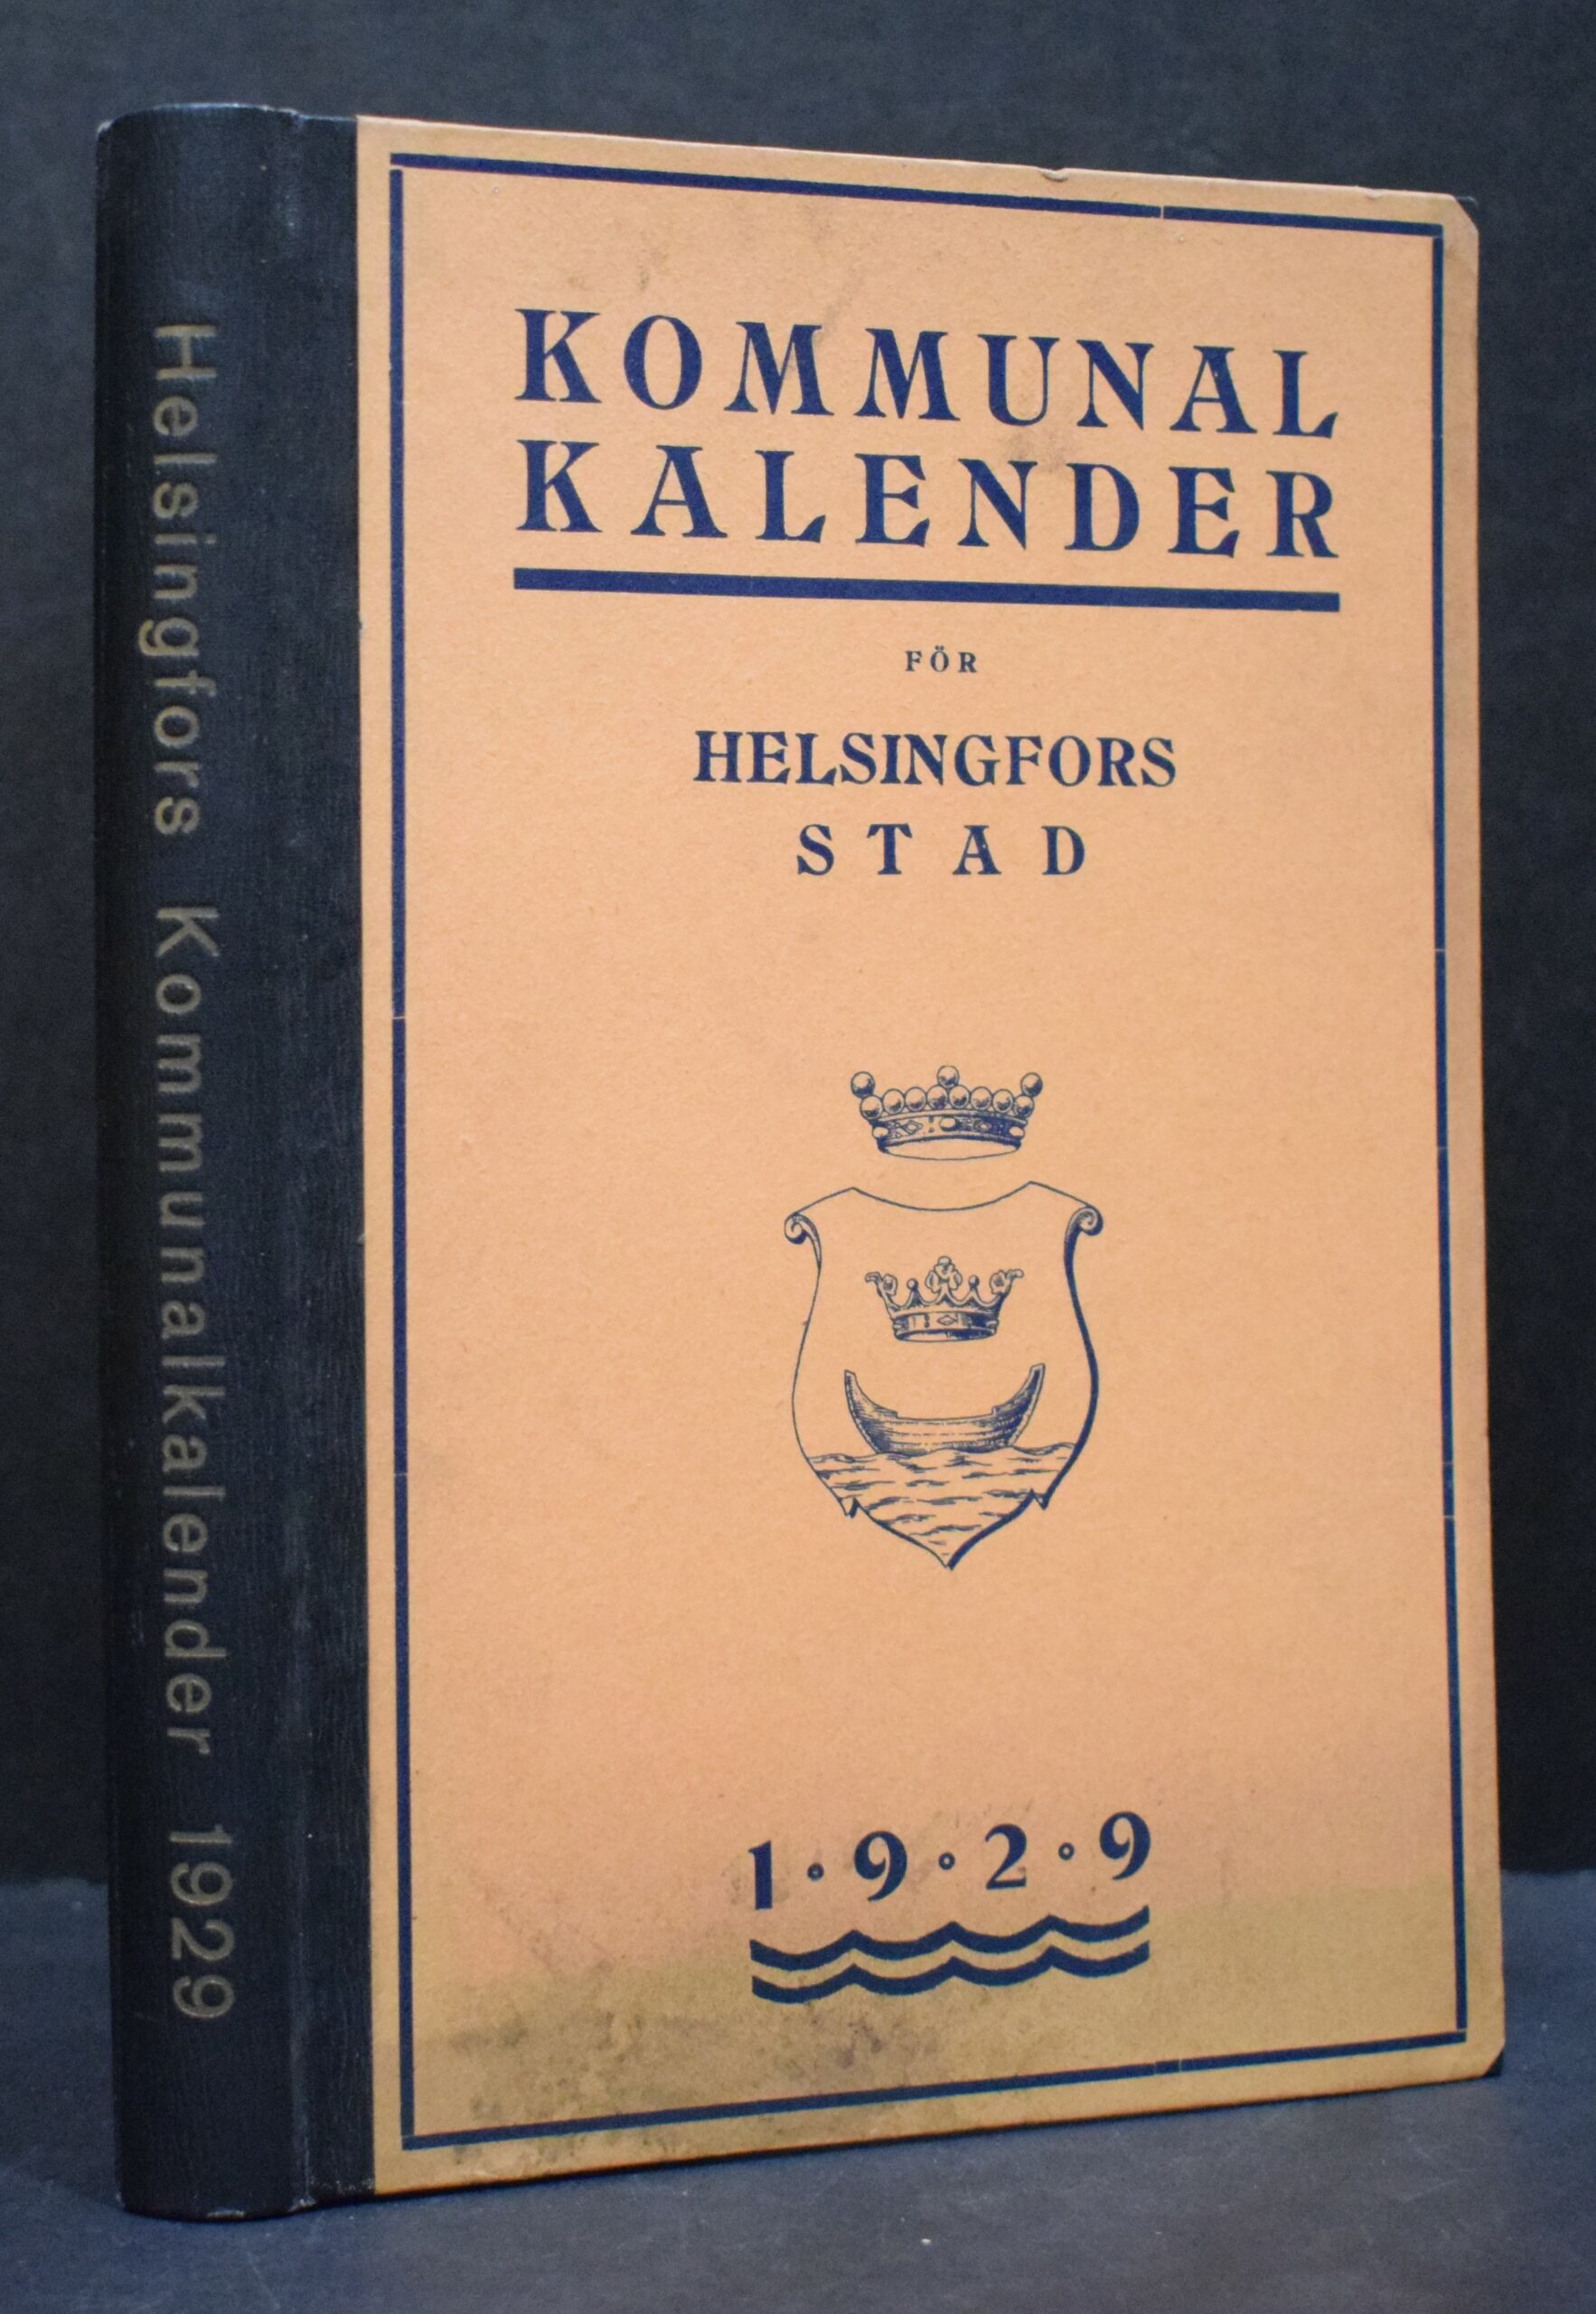 Helsingfors Kommunalkalender 1929
KOMMUNAL
KALENDER
FÖR
HELSINGFORS
STAD
1·9·2·9